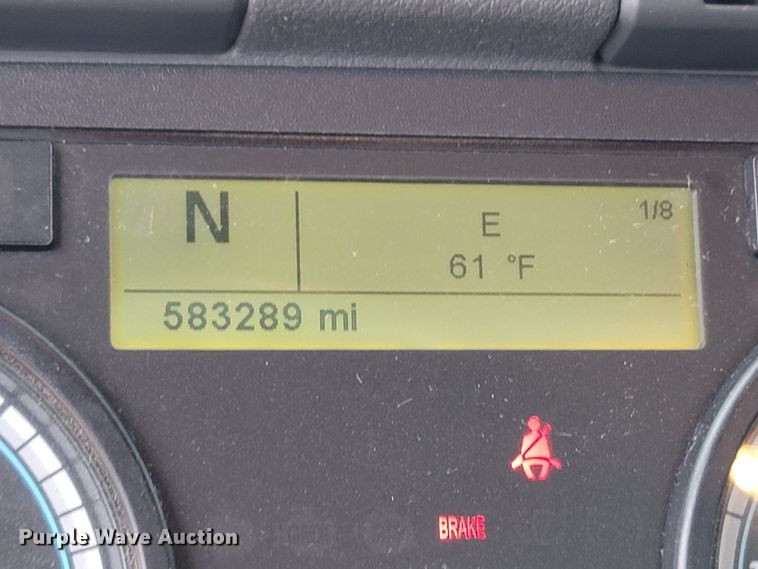 N
E
1/8
61 °F
583289 mi
BRAKE
Purple Wave Auction